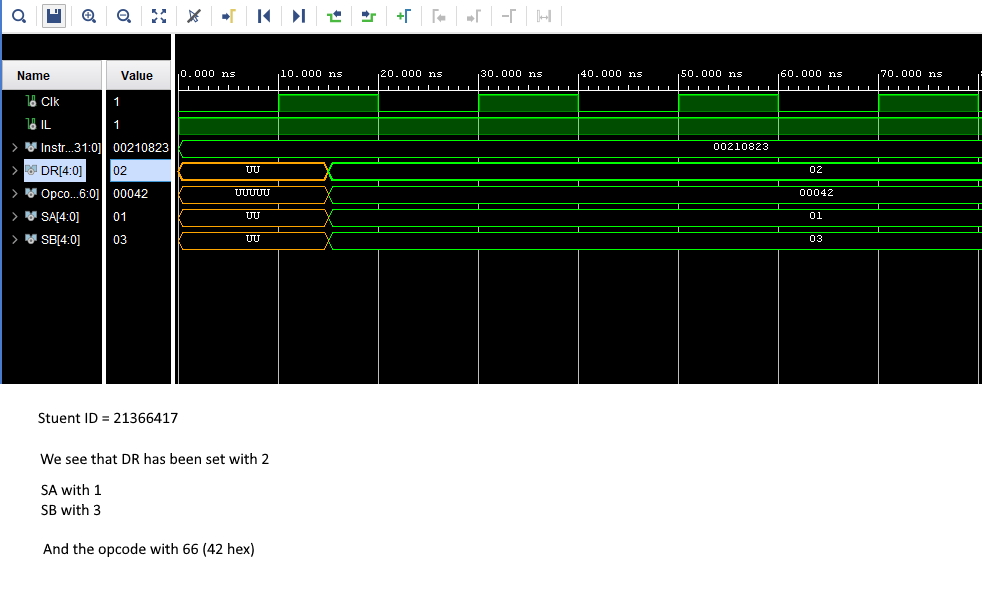 Name Value 0.000 ns 10.000 ns 20.000 ns 30.000 ns 40.000 ns 50.000 ns 60.000 ns 70.000 ns
Clk 1
IL 1
Instr...31:0] 00210823 00210823
DR[4:0] 02 UU 02
Opco...6:0] 00042 UUUUU 00042
SA[4:0] 01 UU 01
SB[4:0] 03 UU 03
Stuent ID = 21366417
We see that DR has been set with 2
SA with 1
SB with 3
And the opcode with 66 (42 hex)